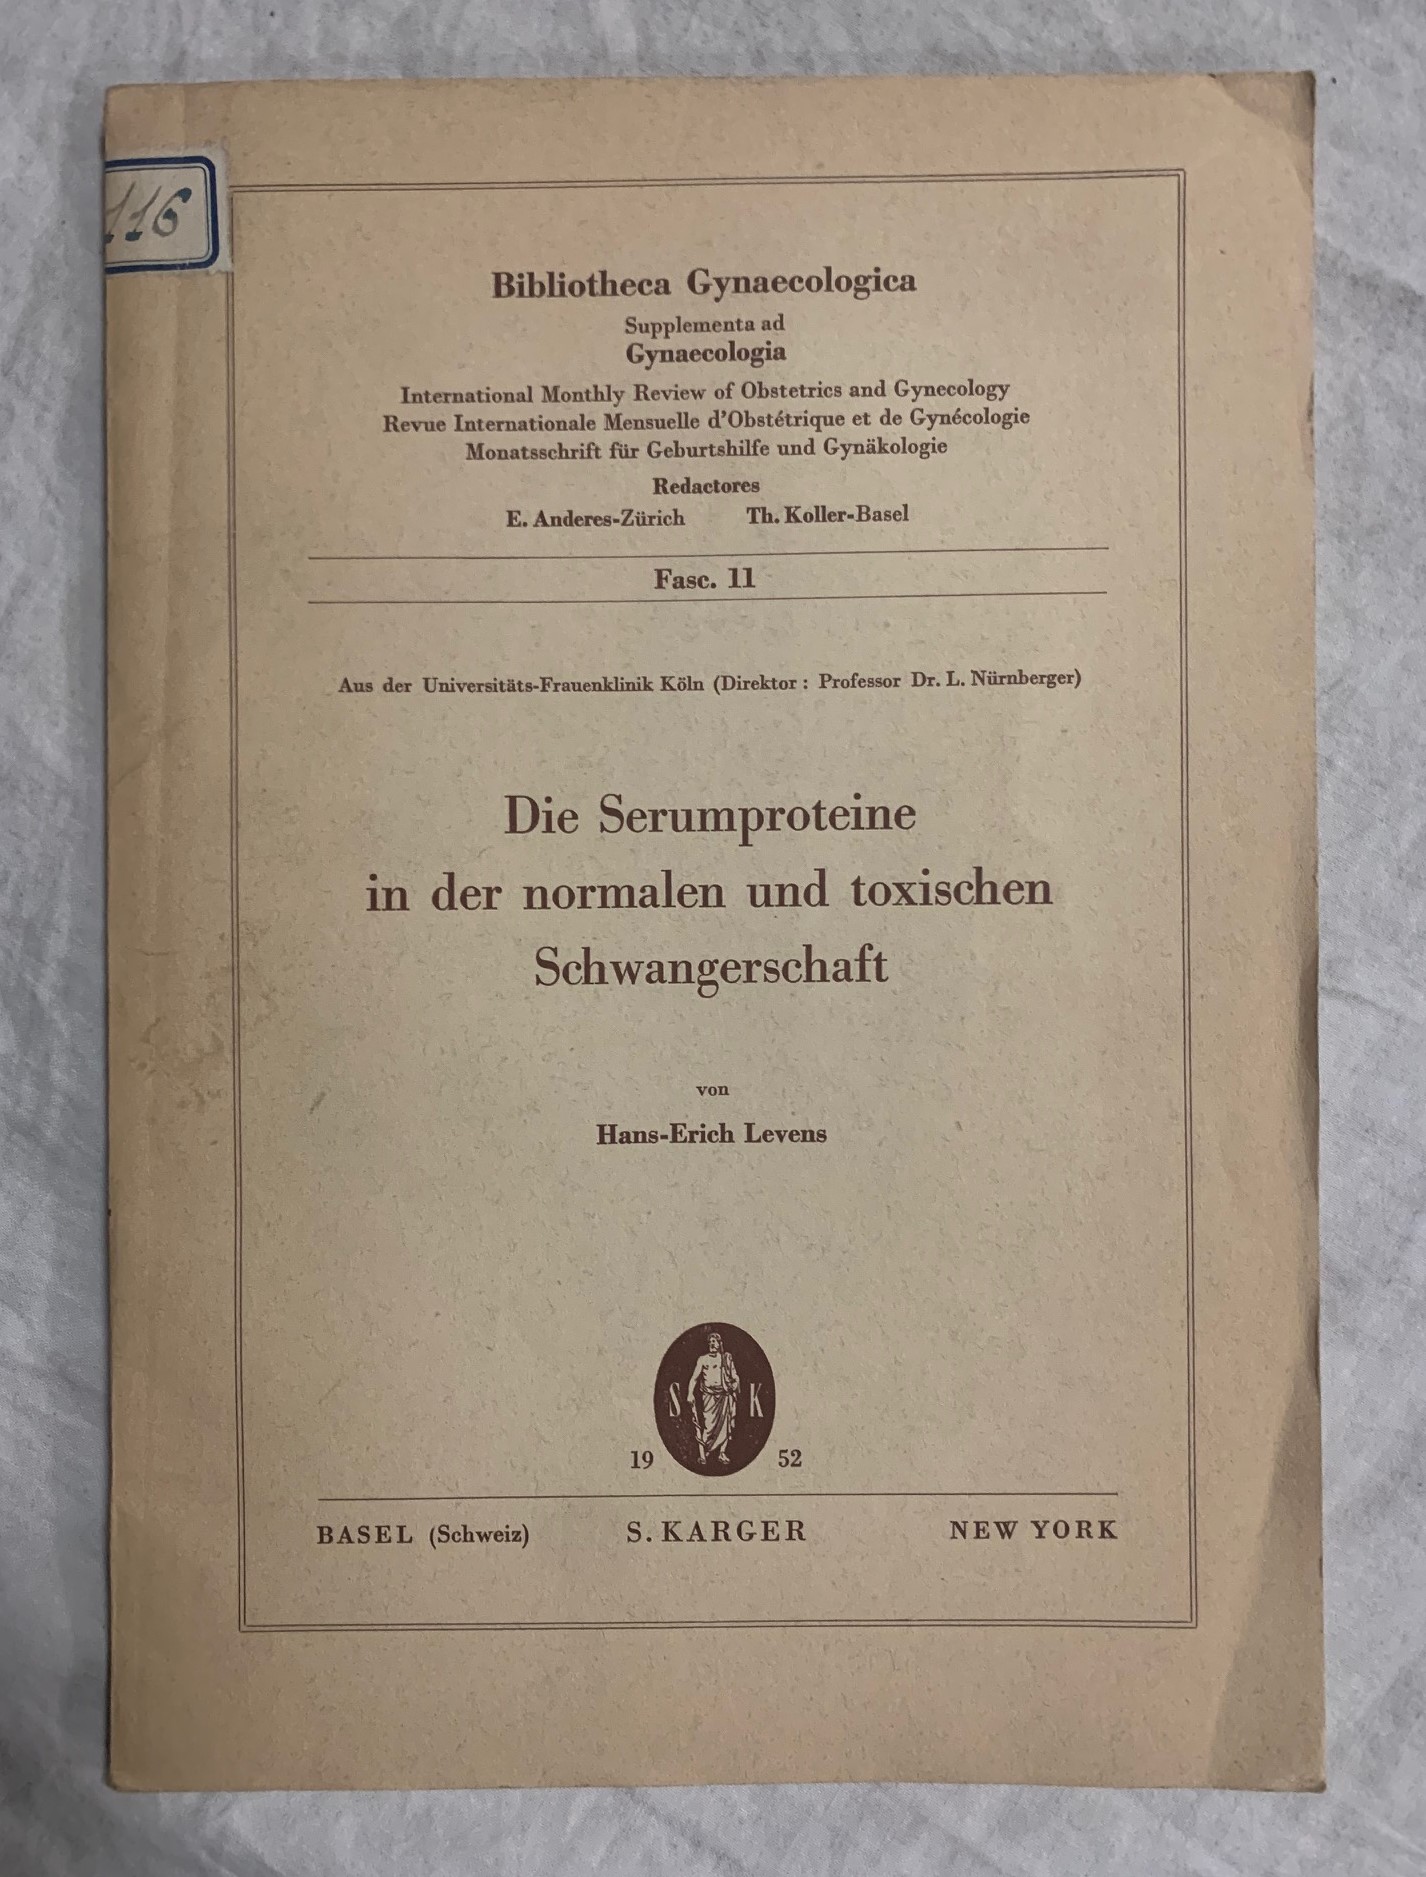 116
Bibliotheca Gynaecologica
Supplementa ad
Gynaecologia
International Monthly Review of Obstetrics and Gynecology
Revue Internationale Mensuelle d'Obstétrique et de Gynécologie
Monatsschrift für Geburtshilfe und Gynäkologie
Redactores
E. Anderes-Zürich Th. Koller-Basel
Fasc. 11
Aus der Universitäts-Frauenklinik Köln (Direktor: Professor Dr. L. Nürnberger)
Die Serumproteine
in der normalen und toxischen
Schwangerschaft
von
Hans-Erich Levens
S K
19 52
BASEL (Schweiz) S. KARGER NEW YORK